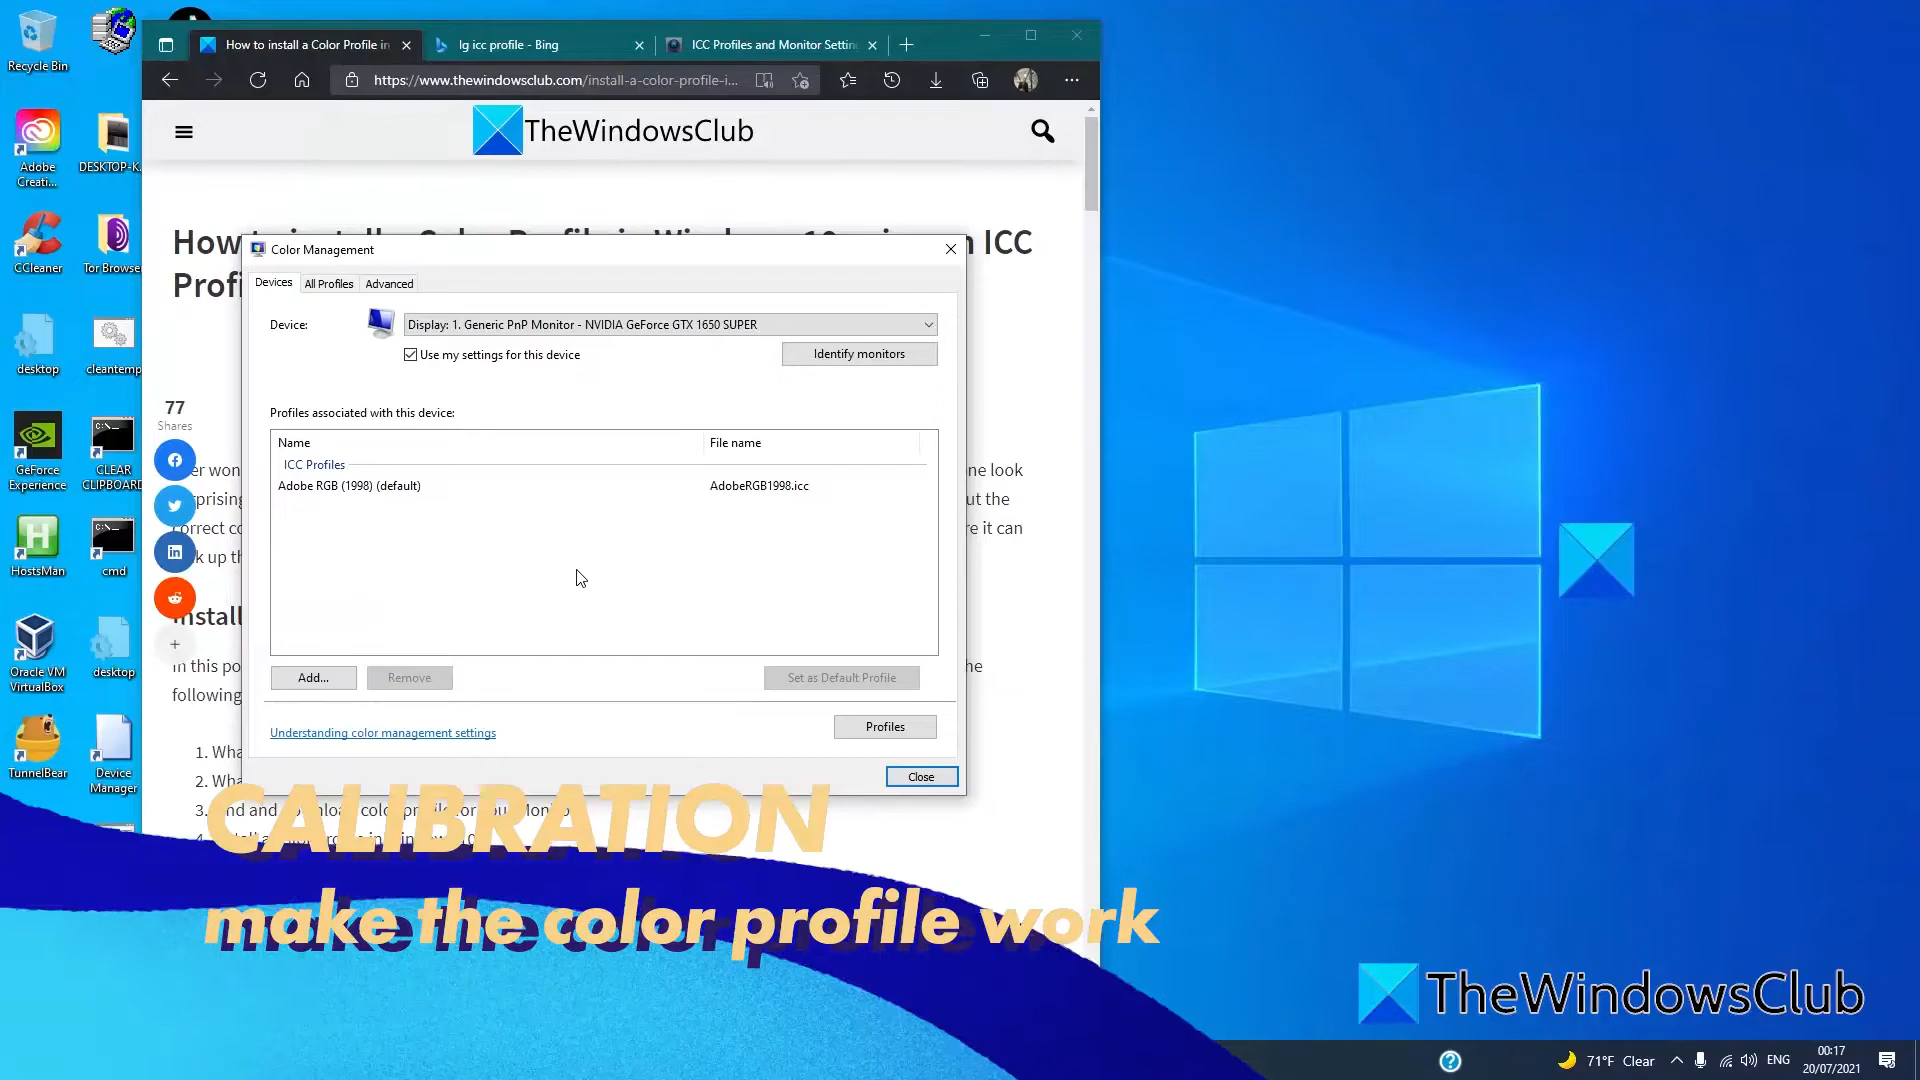 Recycle Bin
Adobe
Creati...
DESKTOP-K.
CCleaner
Tor Browse
desktop
cleantemp
GeForce
Experience
CLEAR
CLIPBOARD
HostsMan
cmd
Oracle VM
VirtualBox
desktop
TunnelBear
Device
Manager
How to install a Color Profile in
lg icc profile - Bing
ICC Profiles and Monitor Settin
https://www.thewindowsclub.com/install-a-color-profile-i...
TheWindowsClub
ICC
Profi
77
Shares
Color Management
Devices
All Profiles
Advanced
Device:
Display: 1. Generic PnP Monitor - NVIDIA GeForce GTX 1650 SUPER
Use my settings for this device
Identify monitors
Profiles associated with this device:
Name
File name
ICC Profiles
Adobe RGB (1998) (default)
AdobeRGB1998.icc
Add...
Remove
Set as Default Profile
Understanding color management settings
Profiles
Close
er won
ne look
prising
ut the
correct co
re it can
k up th
nstall
In this po
he
following
1. Wha
2. Wha
CALIBRATION
make the color profile work
TheWindowsClub
71°F Clear
ENG
00:17
20/07/2021